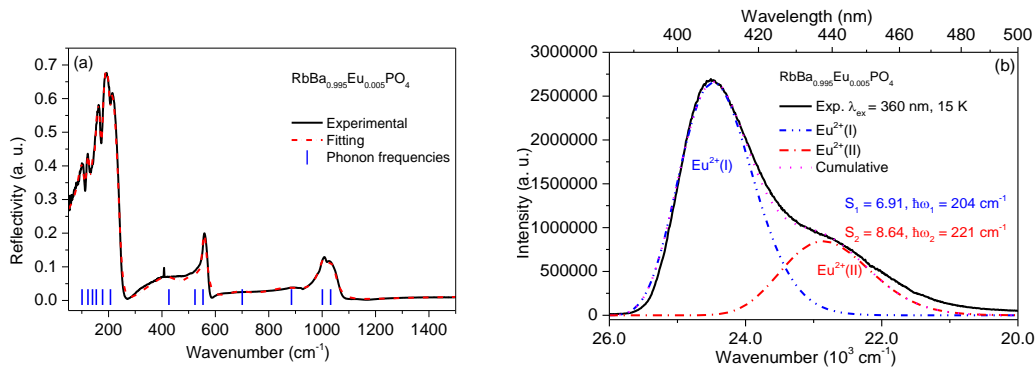 (a)
RbBa0.995Eu0.005PO4
Experimental
Fitting
Phonon frequencies
Reflectivity (a. u.)
0.7
0.6
0.5
0.4
0.3
0.2
0.1
0.0
200 400 600 800 1000 1200 1400
Wavenumber (cm-1)
Wavelength (nm)
400 420 440 460 480 500
(b)
RbBa0.995Eu0.005PO4
Exp. λex = 360 nm, 15 K
Eu2+(I)
Eu2+(II)
Cumulative
Eu2+(I)
S1 = 6.91, ħω1 = 204 cm-1
S2 = 8.64, ħω2 = 221 cm-1
Eu2+(II)
Intensity (a. u.)
3000000
2500000
2000000
1500000
1000000
500000
0
26.0 24.0 22.0 20.0
Wavenumber (10³ cm-1)